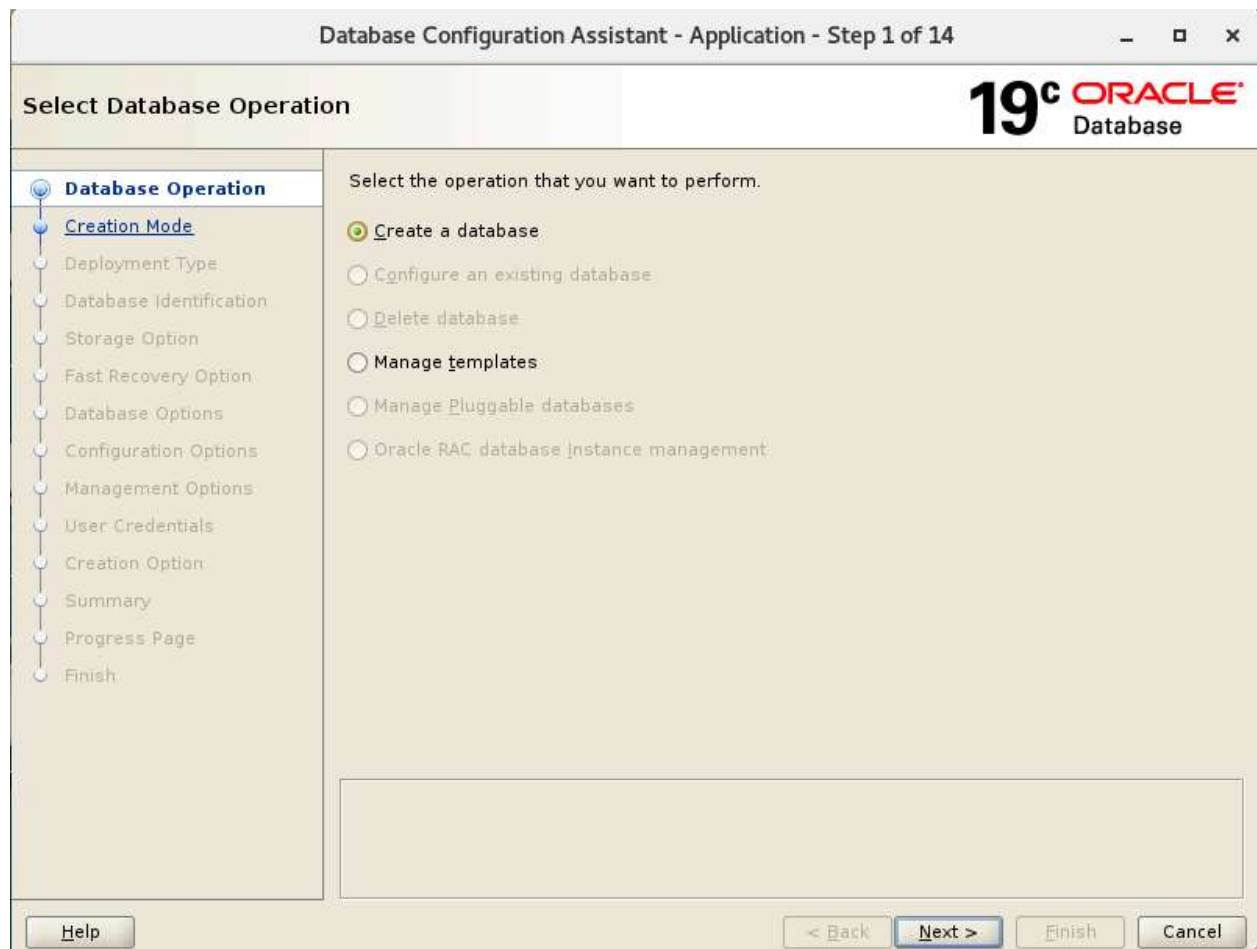 Database Configuration Assistant - Application - Step 1 of 14
Select Database Operation
19c ORACLE
Database
Database Operation
Creation Mode
Deployment Type
Database Identification
Storage Option
Fast Recovery Option
Database Options
Configuration Options
Management Options
User Credentials
Creation Option
Summary
Progress Page
Finish
Select the operation that you want to perform.
Create a database
Configure an existing database
Delete database
Manage templates
Manage Pluggable databases
Oracle RAC database Instance management
Help
< Back
Next >
Finish
Cancel